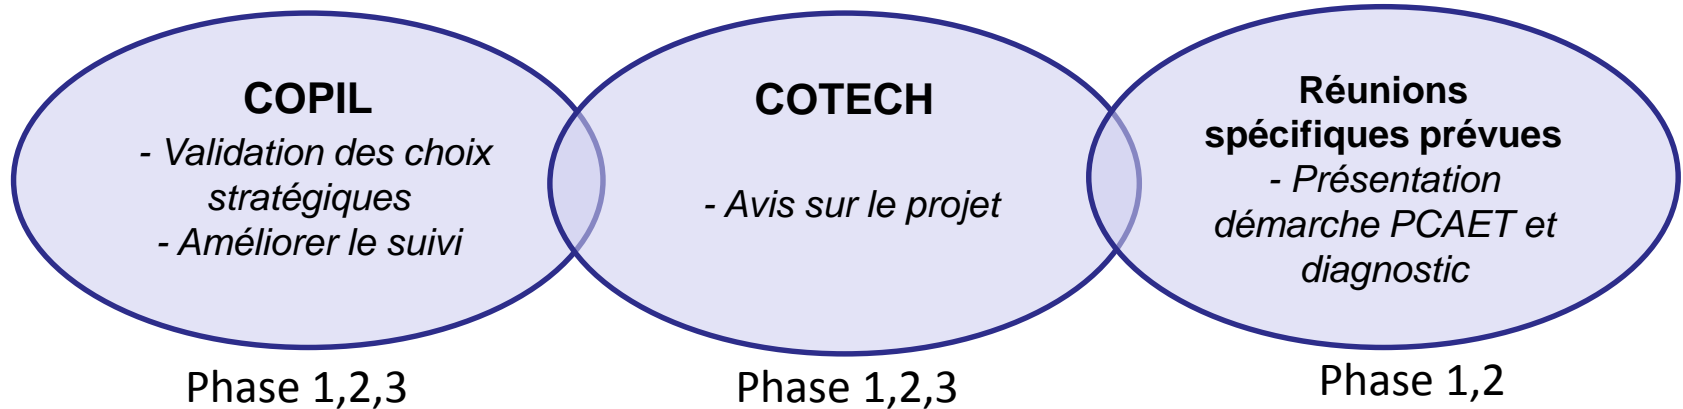 COPIL
- Validation des choix
stratégiques
- Améliorer le suivi
Phase 1,2,3
COTECH
- Avis sur le projet
Phase 1,2,3
Réunions
spécifiques prévues
- Présentation
démarche PCAET et
diagnostic
Phase 1,2